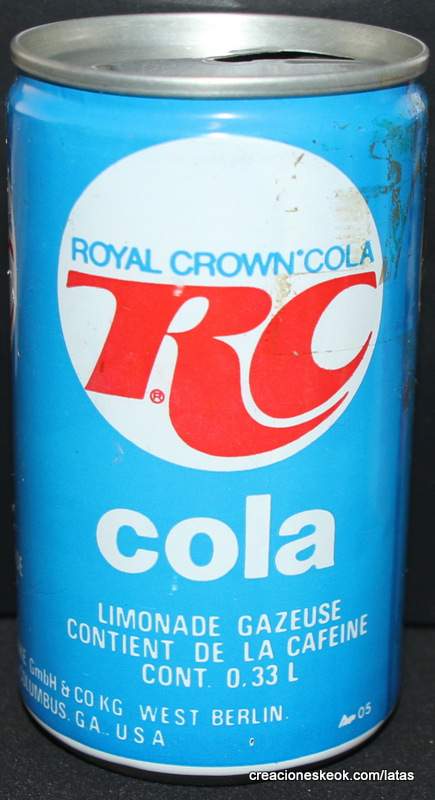 ROYAL CROWN COLA
RC ®
cola
LIMONADE GAZEUSE
CONTIENT DE LA CAFEINE
CONT. 0.33 L
GmbH & CO KG WEST BERLIN.
GA. USA
05
creacioneskeok.com/latas